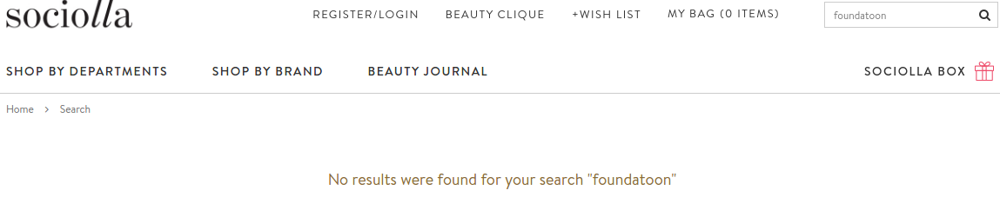 sociolla
REGISTER/LOGIN BEAUTY CLIQUE +WISH LIST MY BAG (0 ITEMS) foundatoon
SHOP BY DEPARTMENTS SHOP BY BRAND BEAUTY JOURNAL SOCIOLLA BOX
Home > Search
No results were found for your search "foundatoon"